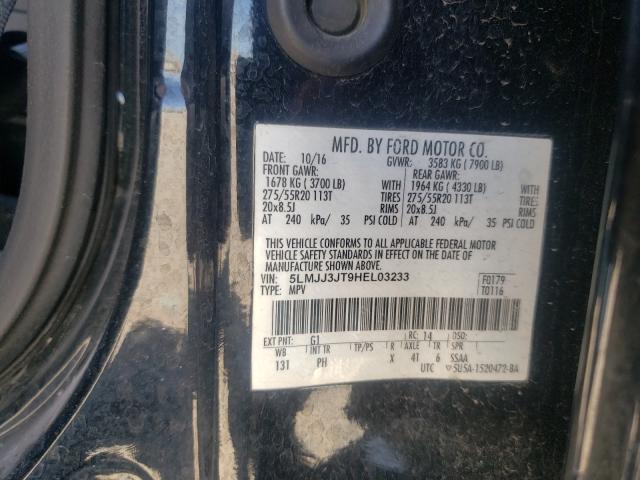 MFD. BY FORD MOTOR CO.
DATE: 10/16 GVWR: 3583 KG ( 7900 LB)
FRONT GAWR: REAR GAWR:
1678 KG ( 3700 LB) WITH 1964 KG ( 4330 LB) WITH
275/55R20 113T TIRES 275/55R20 113T TIRES
20x8.5J RIMS 20x8.5J RIMS
AT 240 kPa/ 35 PSI COLD AT 240 kPa/ 35 PSI COLD
THIS VEHICLE CONFORMS TO ALL APPLICABLE FEDERAL MOTOR
VEHICLE SAFETY STANDARDS IN EFFECT ON THE DATE OF
MANUFACTURE SHOWN ABOVE.
VIN: 5LMJJ3JT9HEL03233 F0179
TYPE: MPV T0116
EXT PNT: G1 RC: 14 DSO:
WB INT TR TP/PS R AXLE TR SPR
131 PH X 41 6 SSAA
UTC 5U5A-1520472-BA